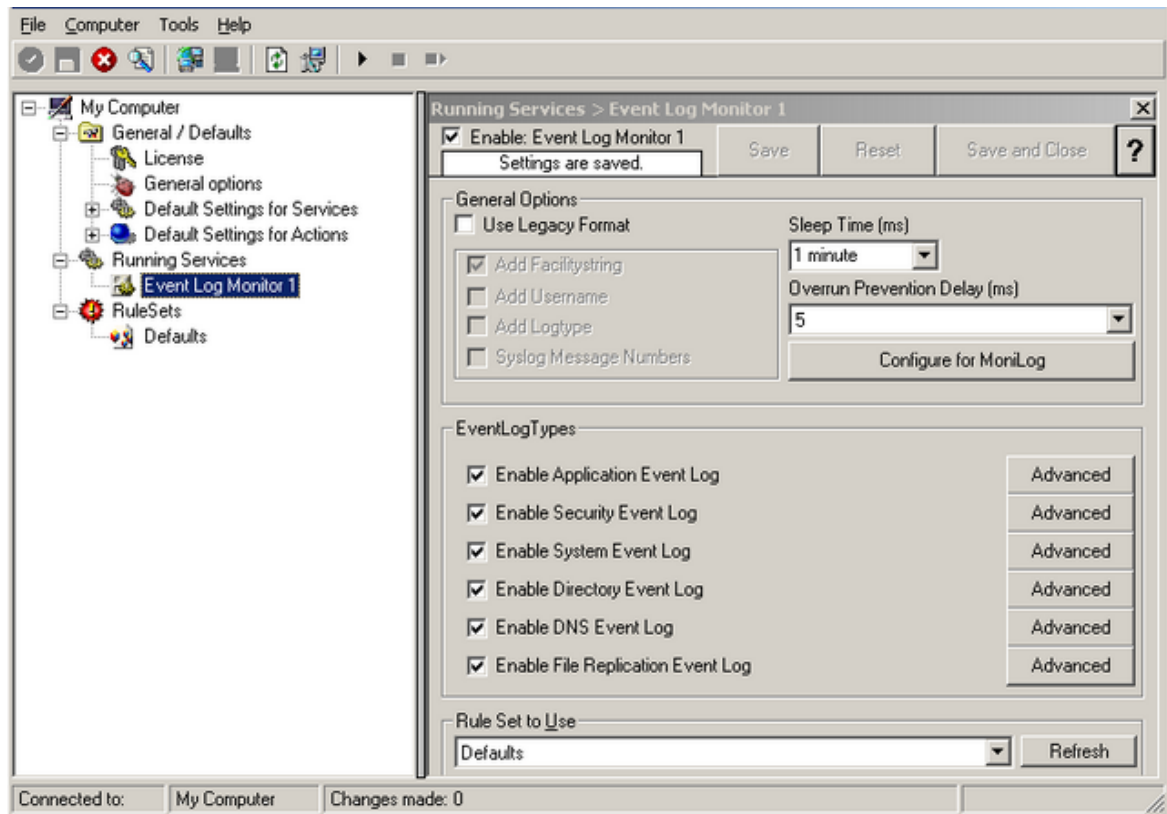 File Computer Tools Help
My Computer
General / Defaults
License
General options
Default Settings for Services
Default Settings for Actions
Running Services
Event Log Monitor 1
RuleSets
Defaults
Running Services > Event Log Monitor 1
Enable: Event Log Monitor 1
Settings are saved.
Save
Reset
Save and Close
?
General Options
Use Legacy Format
Add Facilitystring
Add Username
Add Logtype
Syslog Message Numbers
Sleep Time (ms)
1 minute
Overrun Prevention Delay (ms)
5
Configure for MoniLog
EventLogTypes
Enable Application Event Log Advanced
Enable Security Event Log Advanced
Enable System Event Log Advanced
Enable Directory Event Log Advanced
Enable DNS Event Log Advanced
Enable File Replication Event Log Advanced
Rule Set to Use
Defaults
Refresh
Connected to: My Computer Changes made: 0